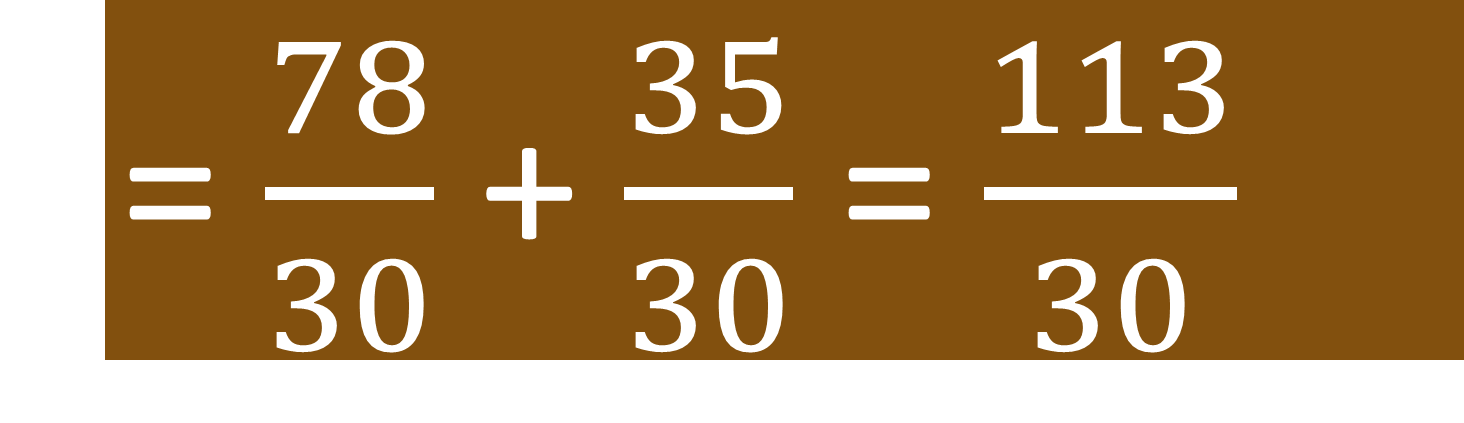 = 78/30 + 35/30 = 113/30